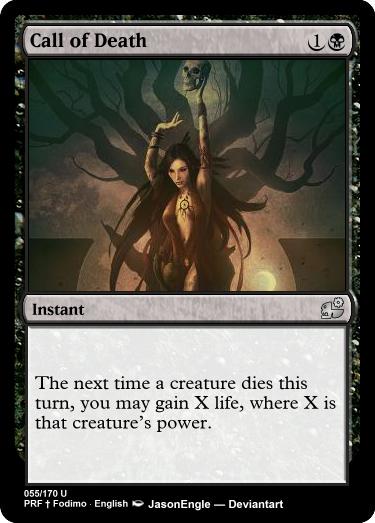 Call of Death 1
Instant
The next time a creature dies this
turn, you may gain X life, where X is
that creature's power.
055/170 U
PRF † Fodimo · English JasonEngle — Deviantart